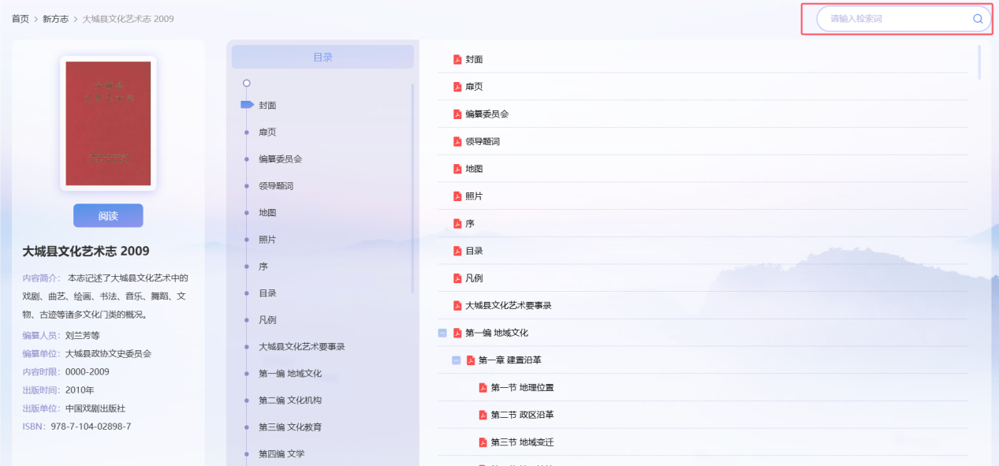 首页 > 新方志 > 大城县文化艺术志 2009
请输入检索词
阅读
大城县文化艺术志 2009
内容简介： 本志记述了大城县文化艺术中的
戏剧、曲艺、绘画、书法、音乐、舞蹈、文
物、古迹等诸多文化门类的概况。
编纂人员：刘兰芳等
编纂单位：大城县政协文史委员会
内容时限：0000-2009
出版时间：2010年
出版单位：中国戏剧出版社
ISBN：978-7-104-02898-7
目录
封面
扉页
编纂委员会
领导题词
地图
照片
序
目录
凡例
大城县文化艺术要事录
第一编 地域文化
第二编 文化机构
第三编 文化教育
第四编 文学
封面
扉页
编纂委员会
领导题词
地图
照片
序
目录
凡例
大城县文化艺术要事录
第一编 地域文化
第一章 建置沿革
第一节 地理位置
第二节 政区沿革
第三节 地域变迁